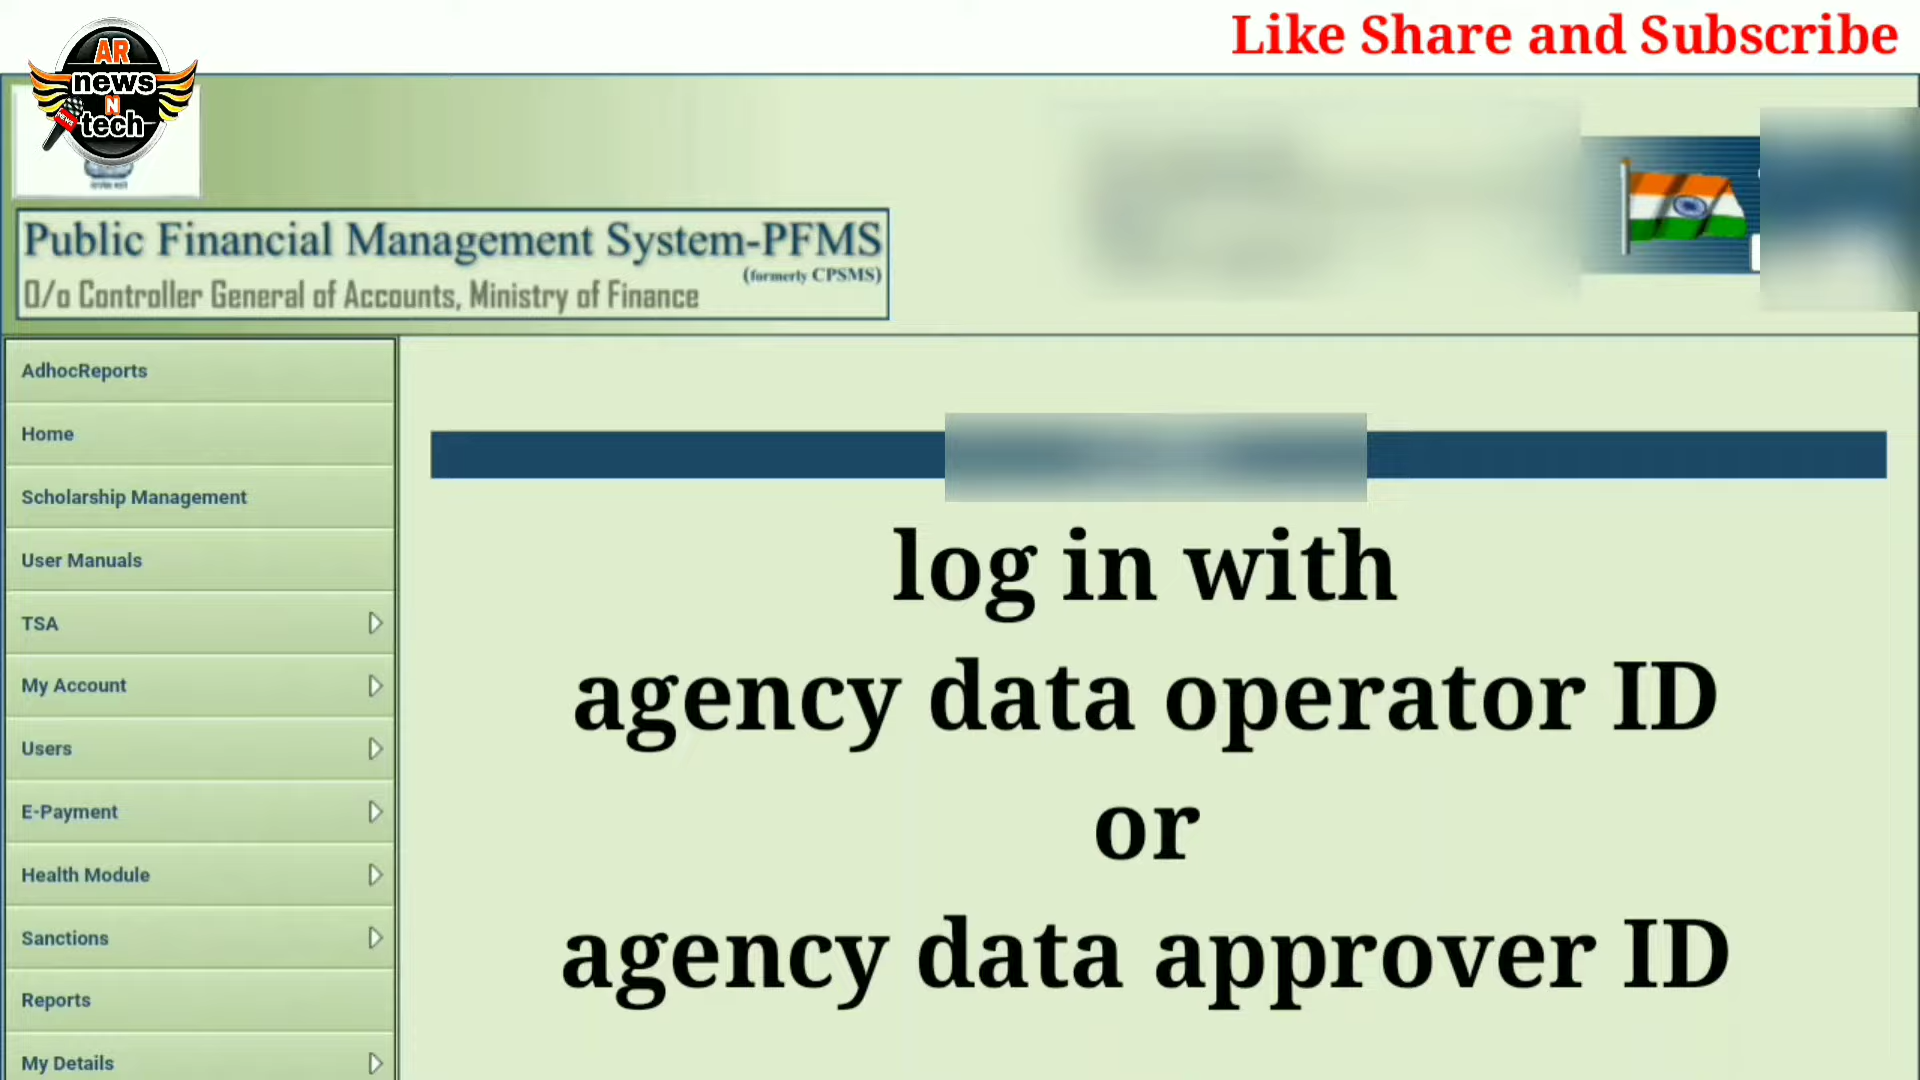 Like Share and Subscribe
AR
news
N
tech
NEWS
Public Financial Management System-PFMS
(formerly CPSMS)
O/o Controller General of Accounts, Ministry of Finance
AdhocReports
Home
Scholarship Management
User Manuals
TSA
My Account
Users
E-Payment
Health Module
Sanctions
Reports
My Details
log in with
agency data operator ID
or
agency data approver ID